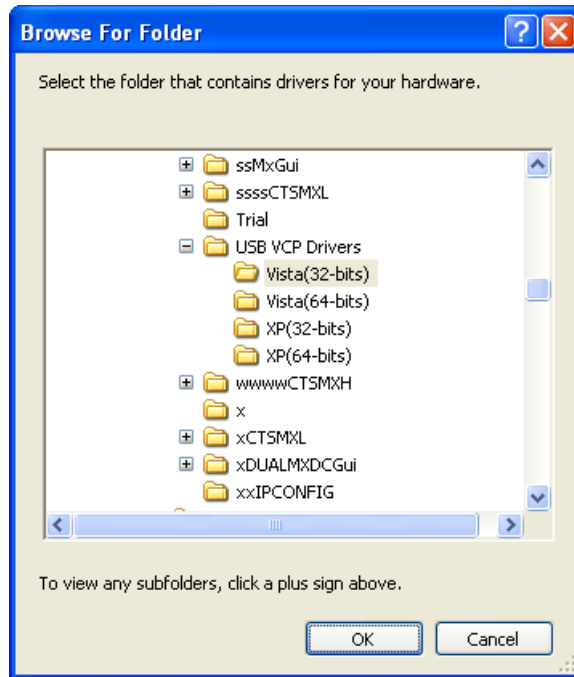 Browse For Folder
Select the folder that contains drivers for your hardware.
ssMxGui
ssssCTSMXL
Trial
USB VCP Drivers
Vista(32-bits)
Vista(64-bits)
XP(32-bits)
XP(64-bits)
wwwwCTSMXH
x
xCTSMXL
xDUALMXDCGui
xxIPCONFIG
To view any subfolders, click a plus sign above.
OK
Cancel